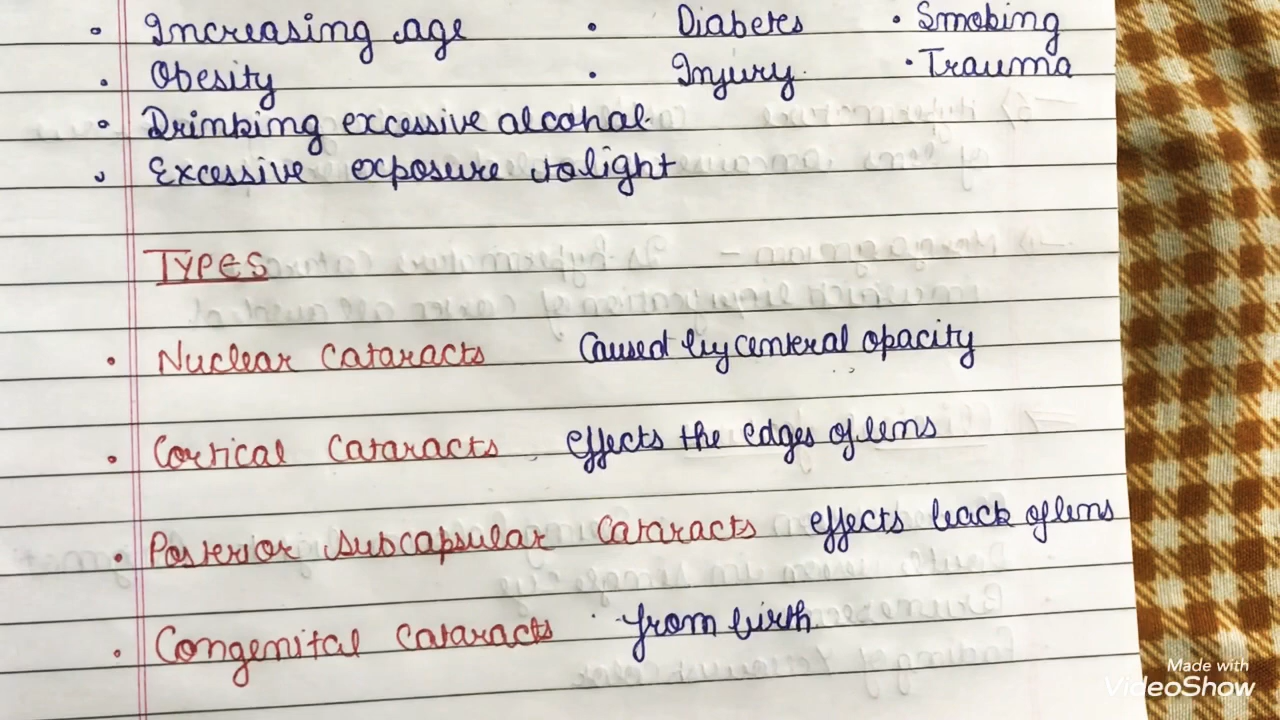 • Increasing age • Diabetes • Smoking
• Obesity • Injury. • Trauma
• Drinking excessive alcohal.
• Excessive exposure to light
TYPES
• Nuclear Cataracts Caused by central opacity
• Cortical Cataracts effects the edges of lens
• Posterior subcapsular Cataracts effects back of lens
• Congenital Cataracts from birth
Made with
VideoShow